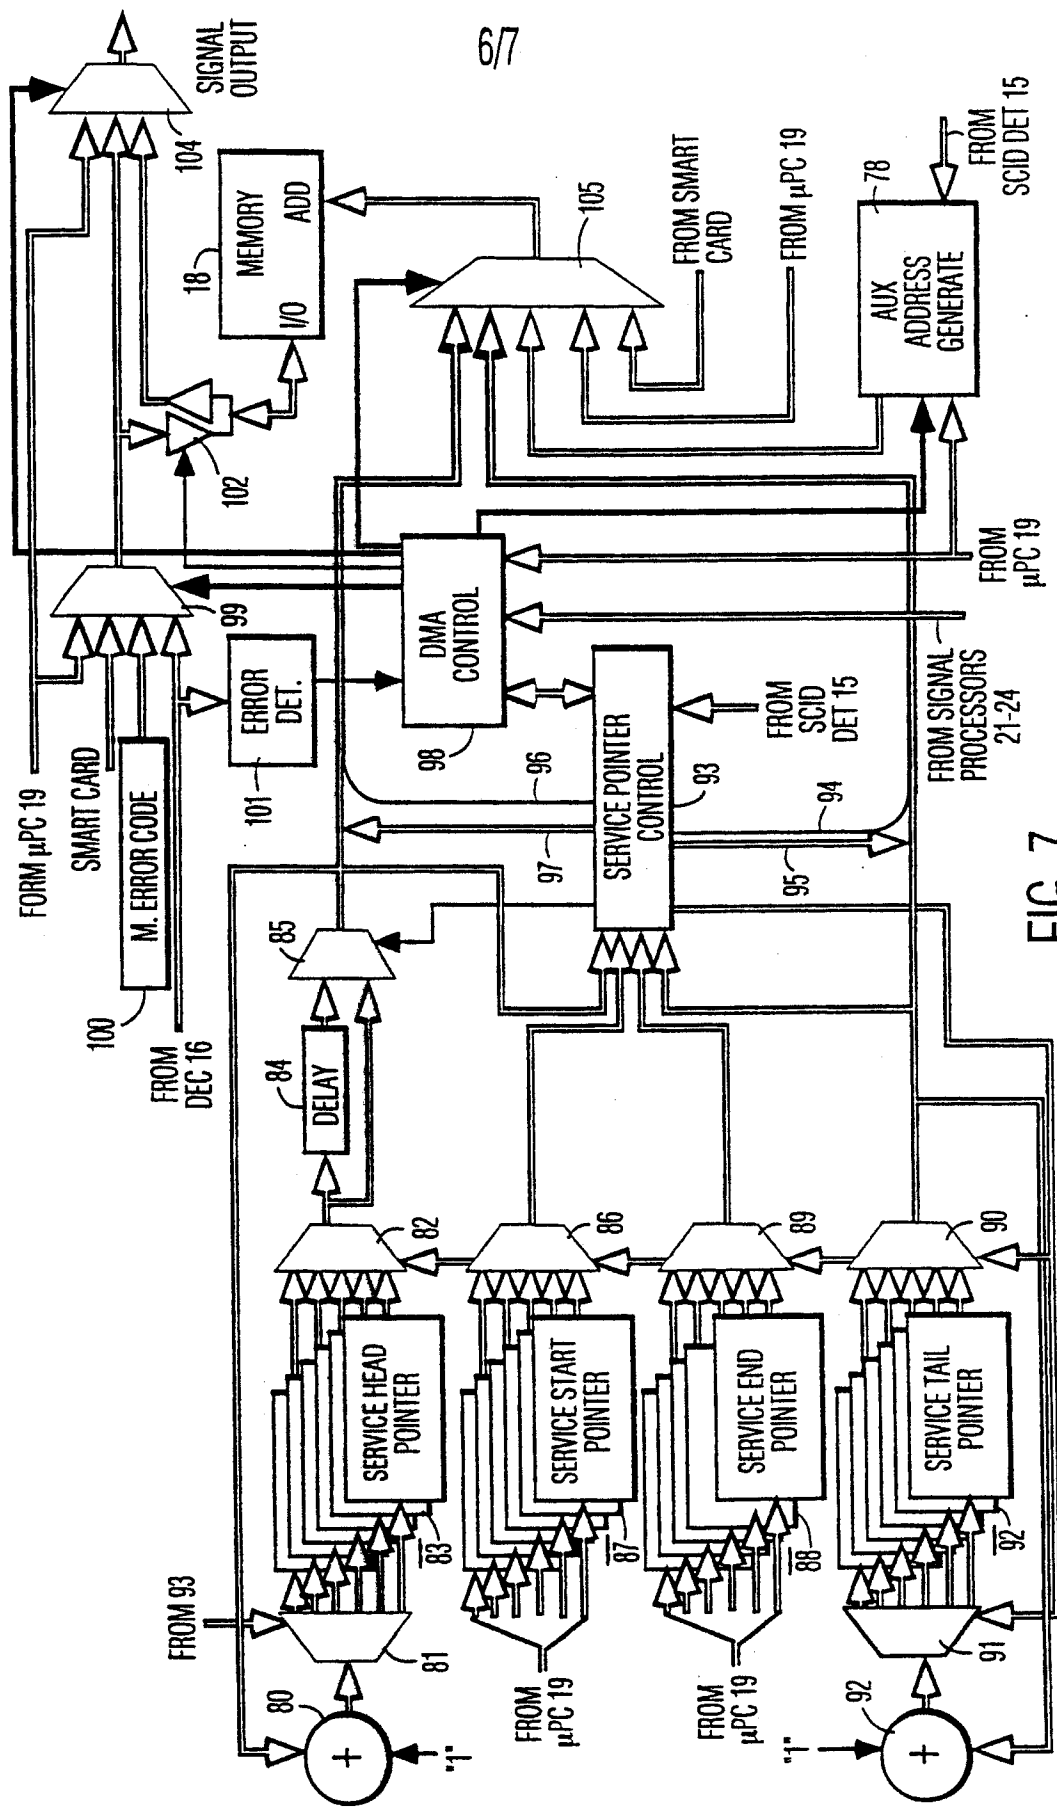 6/7
FORM µPC 19
SMART CARD
M. ERROR CODE
100
FROM
DEC 16
99
ERROR
DET.
101
102
104
SIGNAL
OUTPUT
18
MEMORY
I/O
ADD
105
FROM SMART
CARD
FROM µPC 19
78
AUX
ADDRESS
GENERATE
FROM
SCID DET 15
DMA
CONTROL
98
FROM
µPC 19
FROM SIGNAL
PROCESSORS
21-24
SERVICE POINTER
CONTROL
93
FROM
SCID
DET 15
96
97
94
95
85
84
DELAY
82
86
89
90
FROM 93
80
+
"1"
81
SERVICE HEAD
POINTER
83
SERVICE START
POINTER
87
FROM
µPC 19
SERVICE END
POINTER
88
FROM
µPC 19
SERVICE TAIL
POINTER
92
91
92
+
"1"
FIG. 7